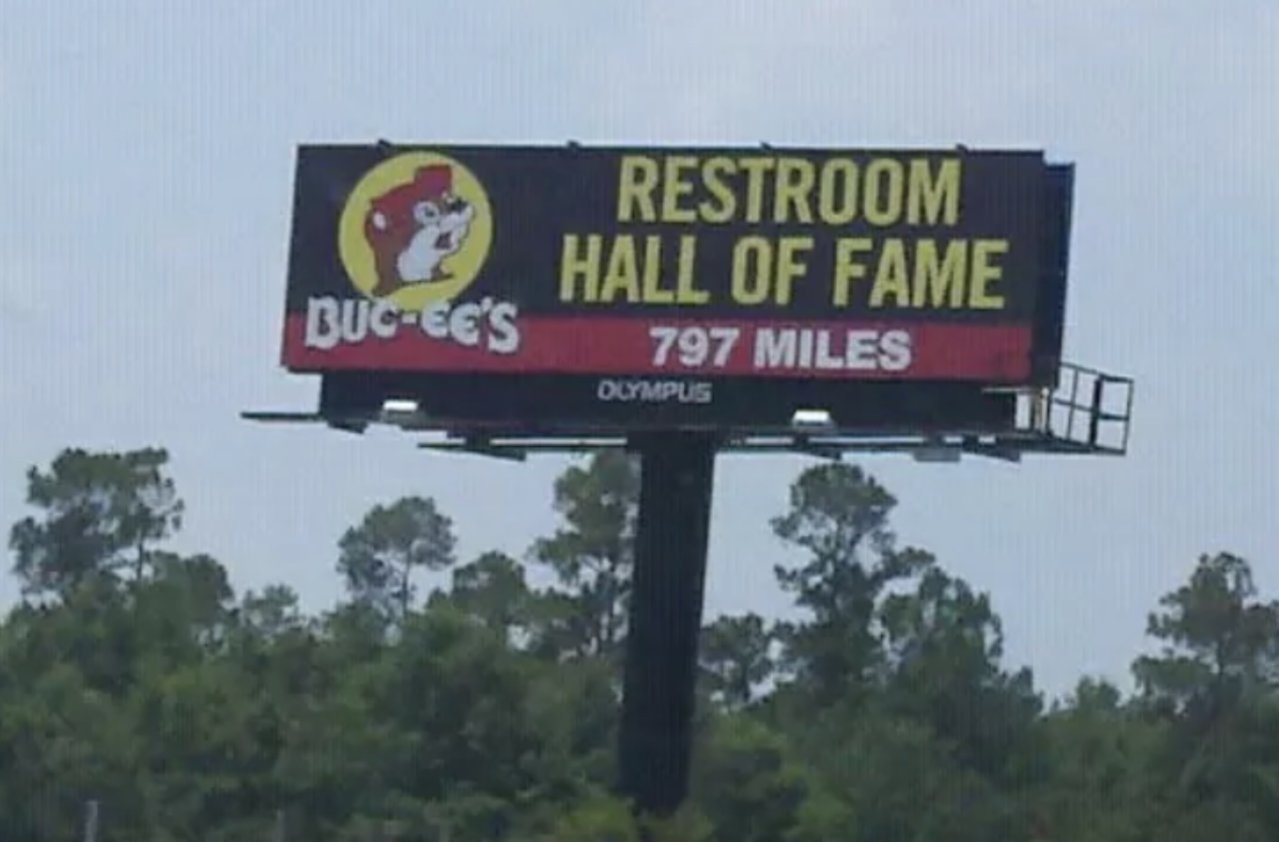 RESTROOM
HALL OF FAME
BUC-EE'S
797 MILES
OLYMPUS